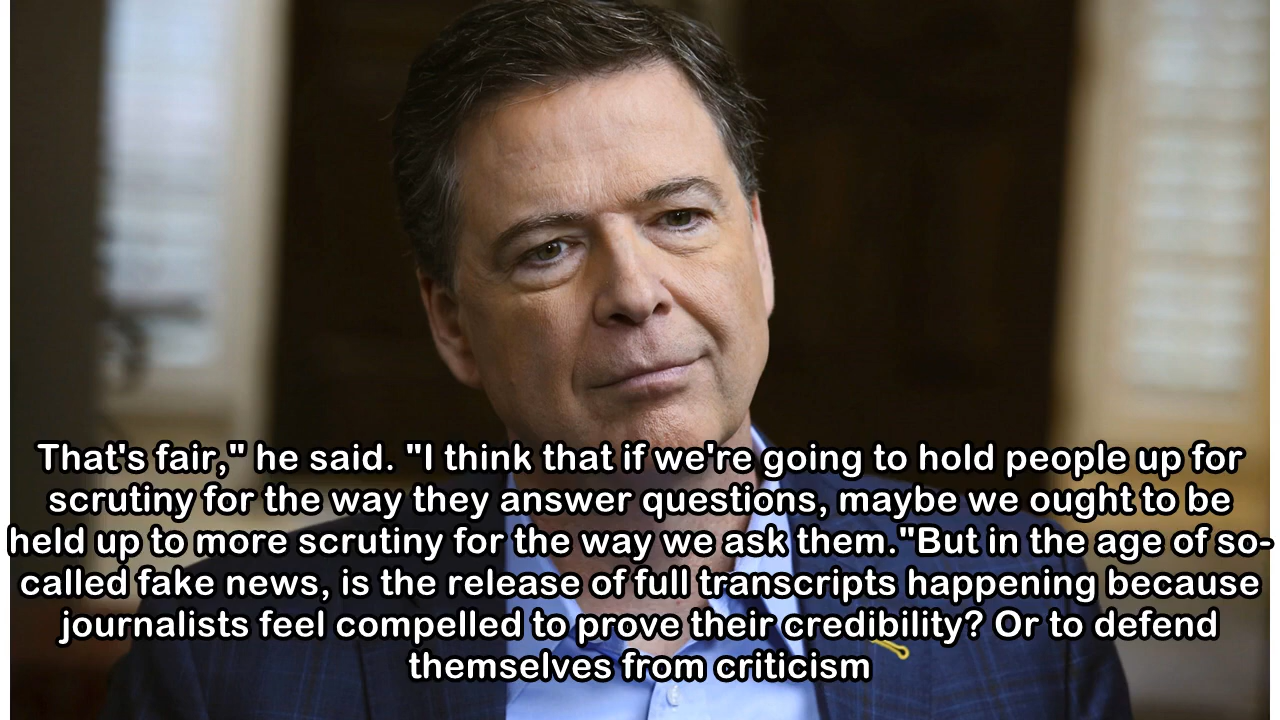 That's fair," he said. "I think that if we're going to hold people up for
scrutiny for the way they answer questions, maybe we ought to be
held up to more scrutiny for the way we ask them."But in the age of so-
called fake news, is the release of full transcripts happening because
journalists feel compelled to prove their credibility? Or to defend
themselves from criticism